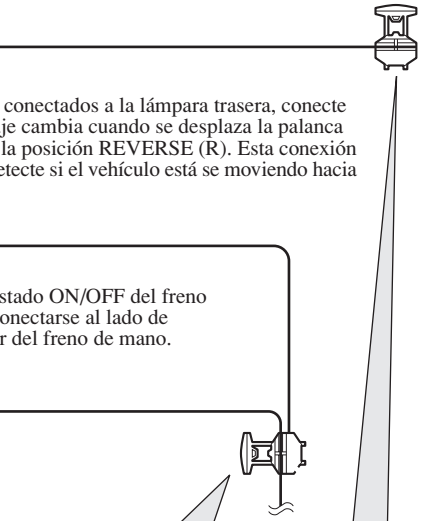 conectados a la lámpara trasera, conecte
je cambia cuando se desplaza la palanca
la posición REVERSE (R). Esta conexión
etecte si el vehículo está se moviendo hacia
stado ON/OFF del freno
onectarse al lado de
r del freno de mano.